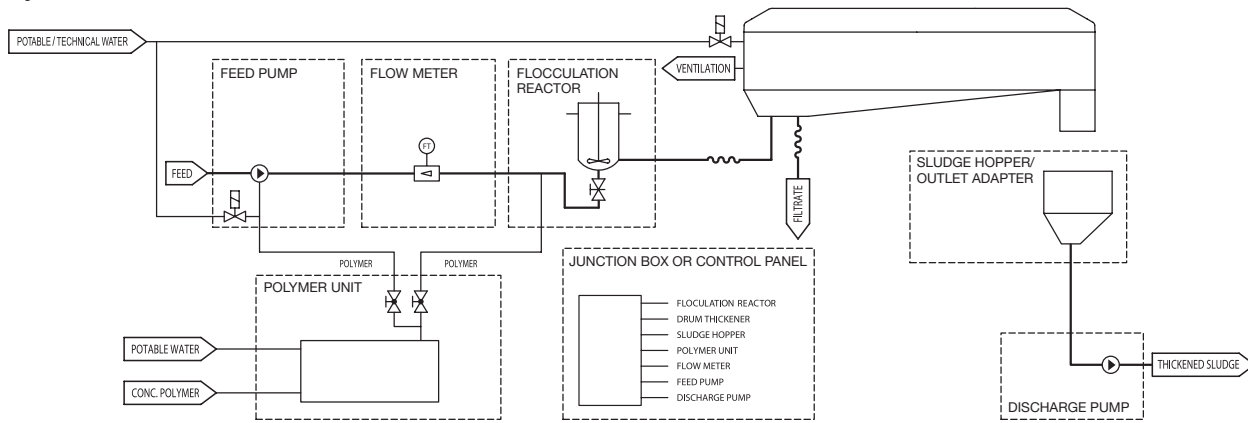 POTABLE / TECHNICAL WATER
FEED PUMP
FLOW METER
FLOCCULATION
REACTOR
VENTILATION
FT
FEED
FILTRATE
SLUDGE HOPPER/
OUTLET ADAPTER
POLYMER
POLYMER
POLYMER UNIT
POTABLE WATER
CONC. POLYMER
JUNCTION BOX OR CONTROL PANEL
FLOCULATION REACTOR
DRUM THICKENER
SLUDGE HOPPER
POLYMER UNIT
FLOW METER
FEED PUMP
DISCHARGE PUMP
THICKENED SLUDGE
DISCHARGE PUMP